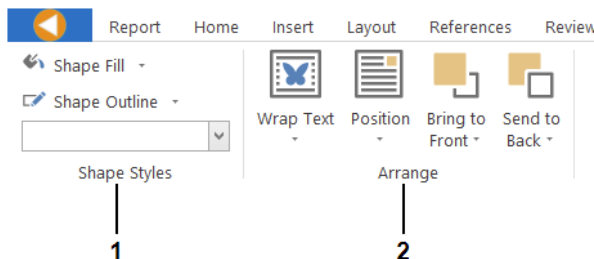 Report Home Insert Layout References Review
Shape Fill
Shape Outline
Wrap Text Position Bring to Front Send to Back
Shape Styles Arrange
1 2